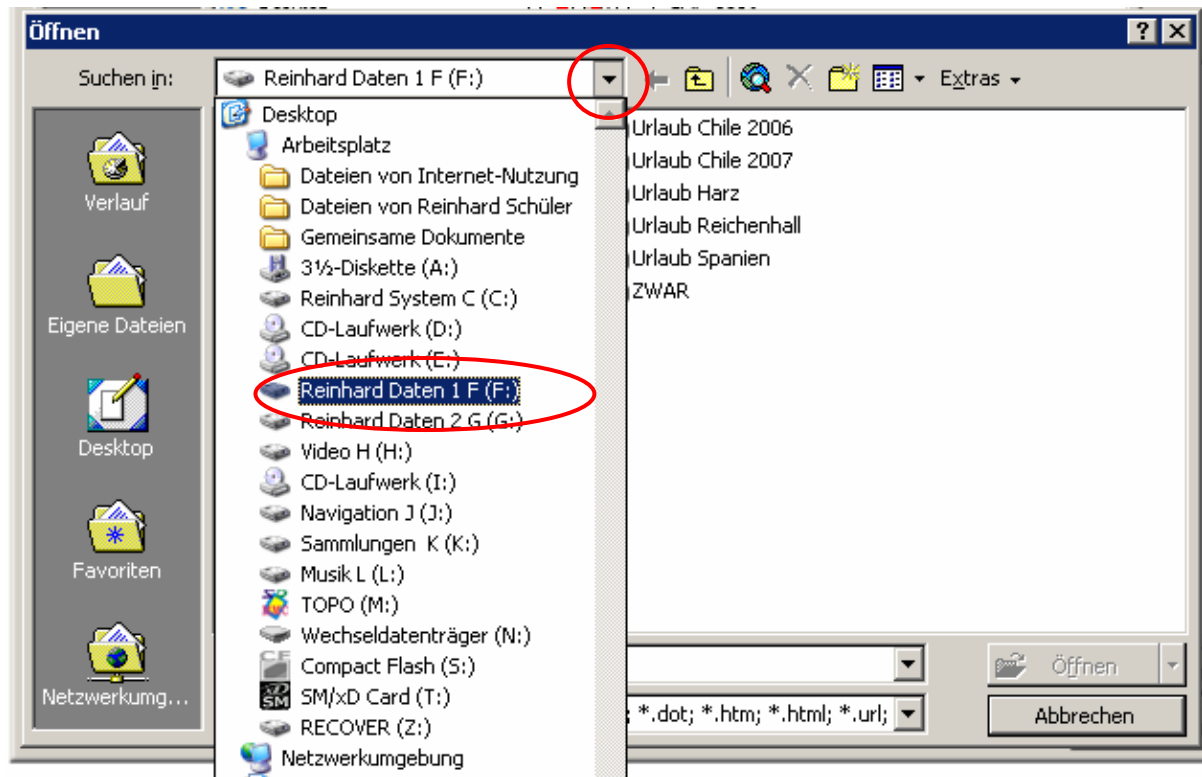 Öffnen
Suchen in: Reinhard Daten 1 F (F:) Extras
Verlauf
Eigene Dateien
Desktop
Favoriten
Netzwerkumg...
Desktop
Arbeitsplatz
Dateien von Internet-Nutzung
Dateien von Reinhard Schüler
Gemeinsame Dokumente
3½-Diskette (A:)
Reinhard System C (C:)
CD-Laufwerk (D:)
CD-Laufwerk (E:)
Reinhard Daten 1 F (F:)
Reinhard Daten 2 G (G:)
Video H (H:)
CD-Laufwerk (I:)
Navigation J (J:)
Sammlungen K (K:)
Musik L (L:)
TOPO (M:)
Wechseldatenträger (N:)
Compact Flash (S:)
SM/xD Card (T:)
RECOVER (Z:)
Netzwerkumgebung
Urlaub Chile 2006
Urlaub Chile 2007
Urlaub Harz
Urlaub Reichenhall
Urlaub Spanien
ZWAR
Öffnen
; *.dot; *.htm; *.html; *.url;
Abbrechen